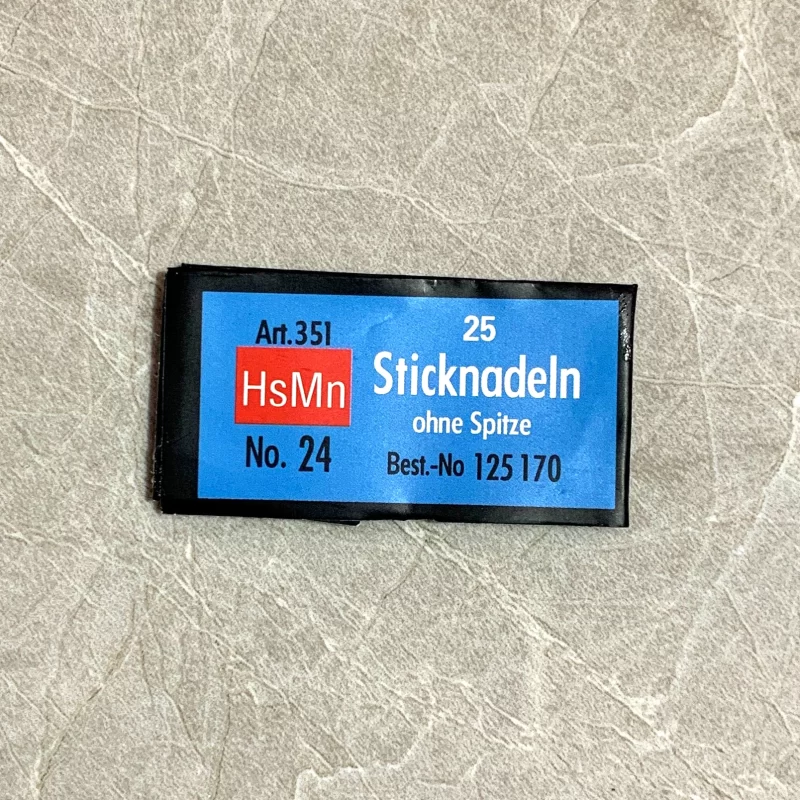 Art.351
HsMn
No. 24
25
Sticknadeln
ohne Spitze
Best.-No 125 170